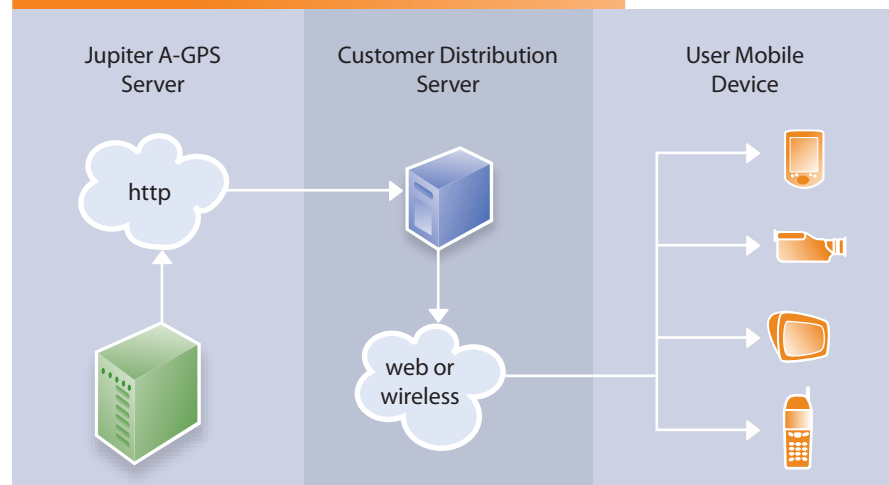 Jupiter A-GPS
Server
Customer Distribution
Server
User Mobile
Device
http
web or
wireless